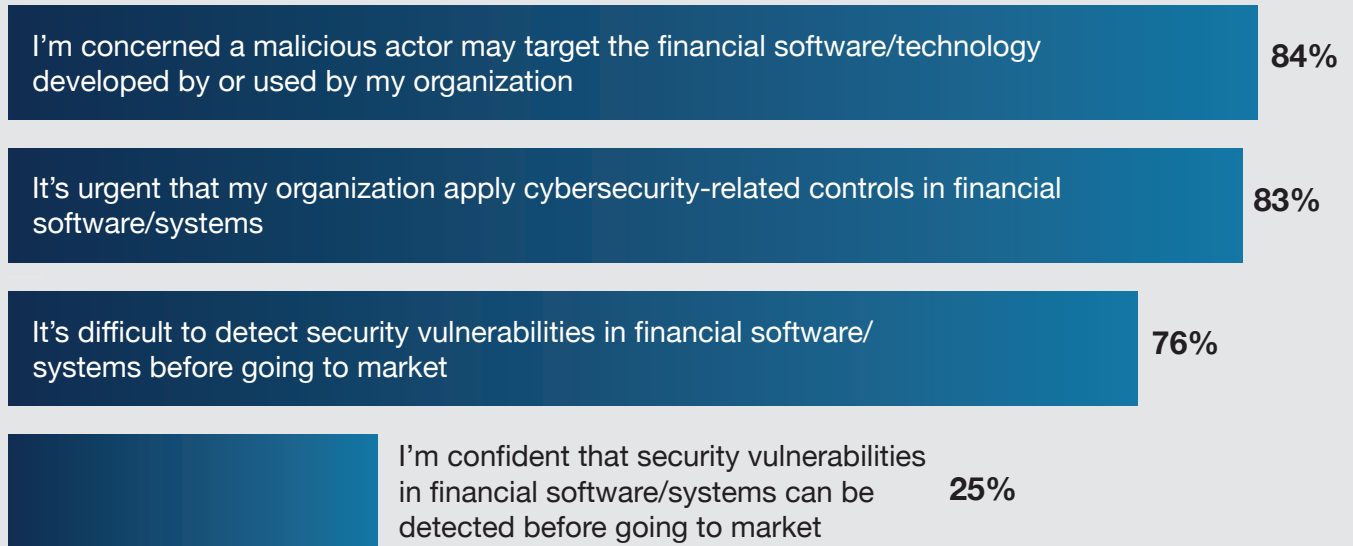 I’m concerned a malicious actor may target the financial software/technology
developed by or used by my organization
84%
It’s urgent that my organization apply cybersecurity-related controls in financial
software/systems
83%
It’s difficult to detect security vulnerabilities in financial software/
systems before going to market
76%
I’m confident that security vulnerabilities
in financial software/systems can be
detected before going to market
25%